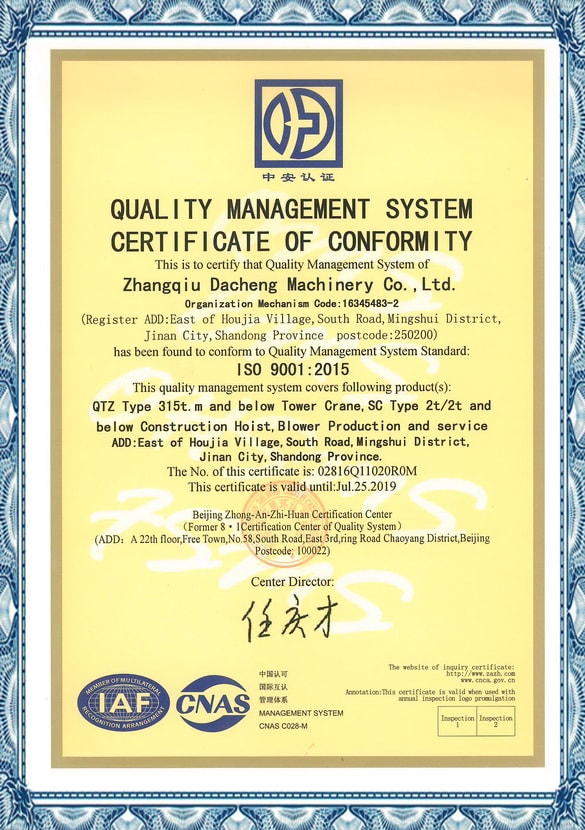 中安认证
QUALITY MANAGEMENT SYSTEM
CERTIFICATE OF CONFORMITY
This is to certify that Quality Management System of
Zhangqiu Dacheng Machinery Co.,Ltd.
Organization Mechanism Code:16345483-2
(Register ADD:East of Houjia Village,South Road,Mingshui District,
Jinan City,Shandong Province postcode:250200)
has been found to conform to Quality Management System Standard:
ISO 9001:2015
This quality management system covers following product(s):
QTZ Type 315t.m and below Tower Crane,SC Type 2t/2t and
below Construction Hoist,Blower Production and service
ADD:East of Houjia Village,South Road,Mingshui District,
Jinan City,Shandong Province.
The No. of this certificate is: 02816Q11020R0M
This certificate is valid until:Jul.25.2019
Beijing Zhong-An-Zhi-Huan Certification Center
(Former 8·1Certification Center of Quality System)
(ADD: A 22th floor,Free Town,No.58,South Road,East 3rd,ring Road Chaoyang District,Beijing
Postcode: 100022)
Center Director:
任庆才
MEMBER OF MULTILATERAL
IAF
RECOGNITION ARRANGEMENT
CNAS
中国认可
国际互认
管理体系
MANAGEMENT SYSTEM
CNAS C028-M
The website of inquiry certificate:
http://www.zazh.com
www.cnca.gov.cn
Annotation:This certificate is valid when used with
annual inspection logo promulgation
Inspection 1
Inspection 2